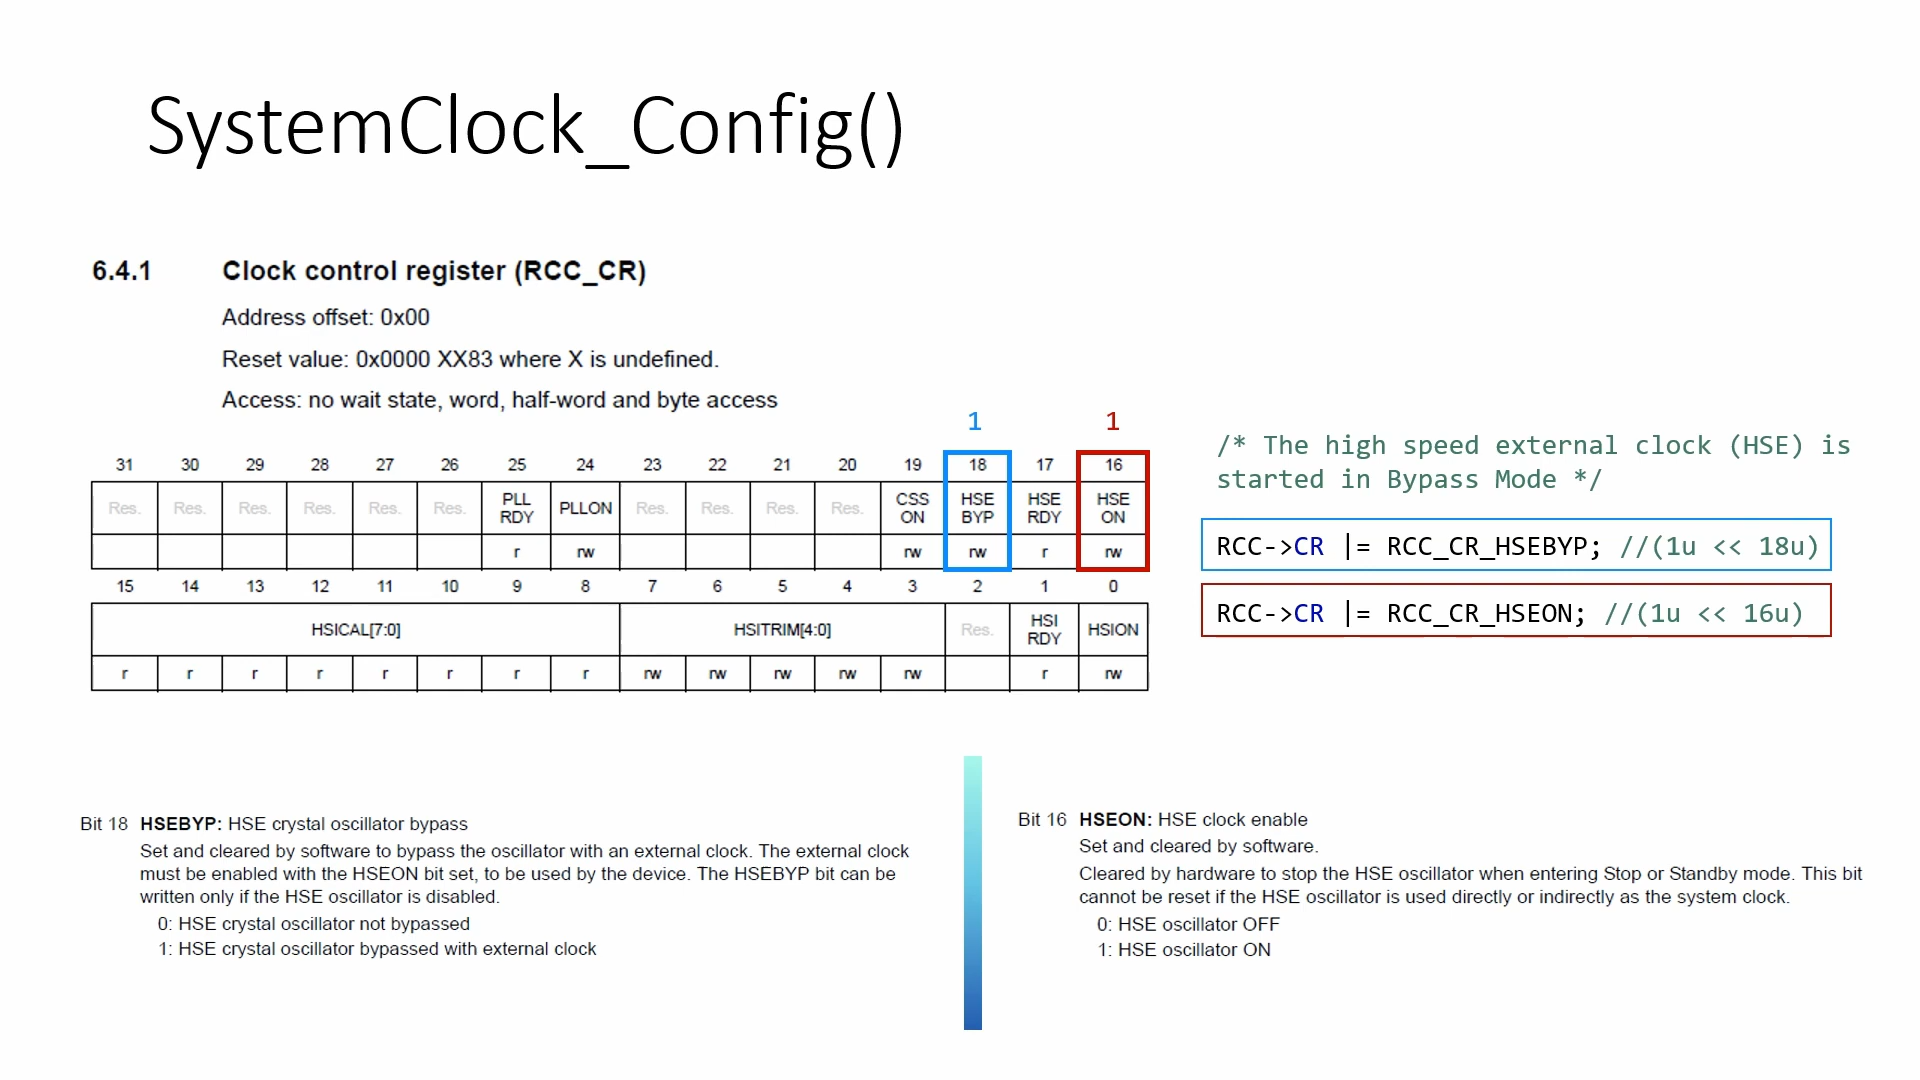 SystemClock_Config()
6.4.1 Clock control register (RCC_CR)
Address offset: 0x00
Reset value: 0x0000 XX83 where X is undefined.
Access: no wait state, word, half-word and byte access
1 1
31 30 29 28 27 26 25 24 23 22 21 20 19 18 17 16
Res. Res. Res. Res. Res. Res. PLL RDY PLLON Res. Res. Res. Res. CSS ON HSE BYP HSE RDY HSE ON
r rw rw rw r rw
15 14 13 12 11 10 9 8 7 6 5 4 3 2 1 0
HSICAL[7:0] HSITRIM[4:0] Res. HSI RDY HSION
r r r r r r r r rw rw rw rw rw r rw
/* The high speed external clock (HSE) is
started in Bypass Mode */
RCC->CR |= RCC_CR_HSEBYP; //(1u << 18u)
RCC->CR |= RCC_CR_HSEON; //(1u << 16u)
Bit 18 HSEBYP: HSE crystal oscillator bypass
Set and cleared by software to bypass the oscillator with an external clock. The external clock
must be enabled with the HSEON bit set, to be used by the device. The HSEBYP bit can be
written only if the HSE oscillator is disabled.
0: HSE crystal oscillator not bypassed
1: HSE crystal oscillator bypassed with external clock
Bit 16 HSEON: HSE clock enable
Set and cleared by software.
Cleared by hardware to stop the HSE oscillator when entering Stop or Standby mode. This bit
cannot be reset if the HSE oscillator is used directly or indirectly as the system clock.
0: HSE oscillator OFF
1: HSE oscillator ON